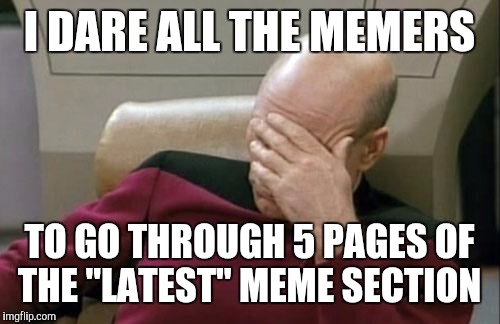 I DARE ALL THE MEMERS
TO GO THROUGH 5 PAGES OF
THE "LATEST" MEME SECTION
imgflip.com